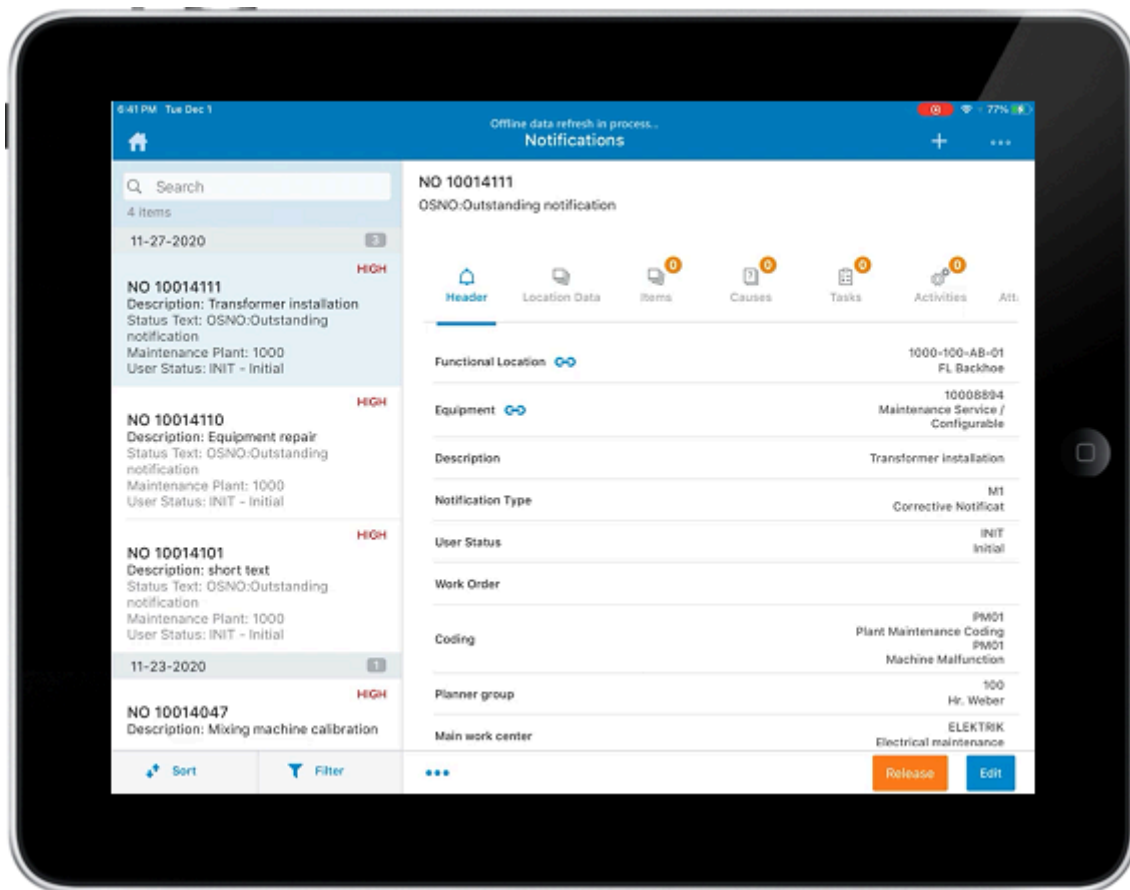 6:41 PM Tue Dec 1
77%
Offline data refresh in process...
Notifications
Search
4 items
11-27-2020
3
HIGH
NO 10014111
Description: Transformer installation
Status Text: OSNO:Outstanding
notification
Maintenance Plant: 1000
User Status: INIT - Initial
HIGH
NO 10014110
Description: Equipment repair
Status Text: OSNO:Outstanding
notification
Maintenance Plant: 1000
User Status: INIT - Initial
HIGH
NO 10014101
Description: short text
Status Text: OSNO:Outstanding
notification
Maintenance Plant: 1000
User Status: INIT - Initial
11-23-2020
1
HIGH
NO 10014047
Description: Mixing machine calibration
Sort
Filter
NO 10014111
OSNO:Outstanding notification
Header
Location Data
0
Items
0
Causes
0
Tasks
0
Activities
Att
Functional Location
1000-100-AB-01
FL Backhoe
Equipment
10008894
Maintenance Service /
Configurable
Description
Transformer installation
Notification Type
M1
Corrective Notificat
User Status
INIT
Initial
Work Order
Coding
PM01
Plant Maintenance Coding
PM01
Machine Malfunction
Planner group
100
Hr. Weber
Main work center
ELEKTRIK
Electrical maintenance
Release
Edit